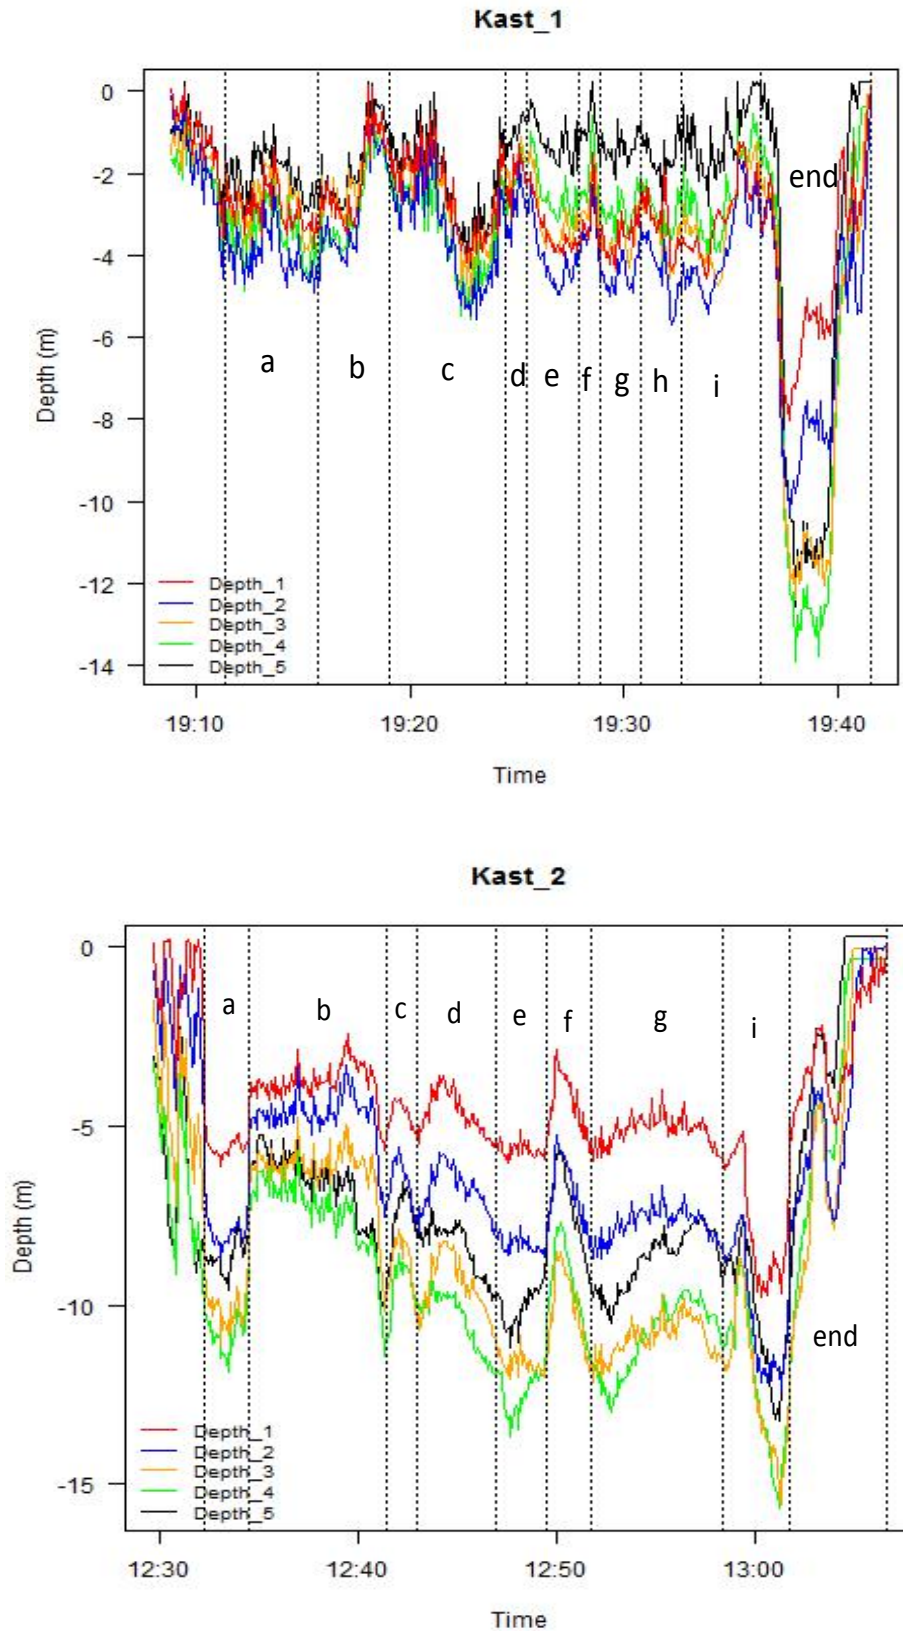 Kast_1
0
-2
-4
-6
-8
-10
-12
-14
Depth (m)
a b c d e f g h i end
Depth_1
Depth_2
Depth_3
Depth_4
Depth_5
19:10 19:20 19:30 19:40
Time
Kast_2
0
-5
-10
-15
Depth (m)
a b c d e f g i
end
Depth_1
Depth_2
Depth_3
Depth_4
Depth_5
12:30 12:40 12:50 13:00
Time